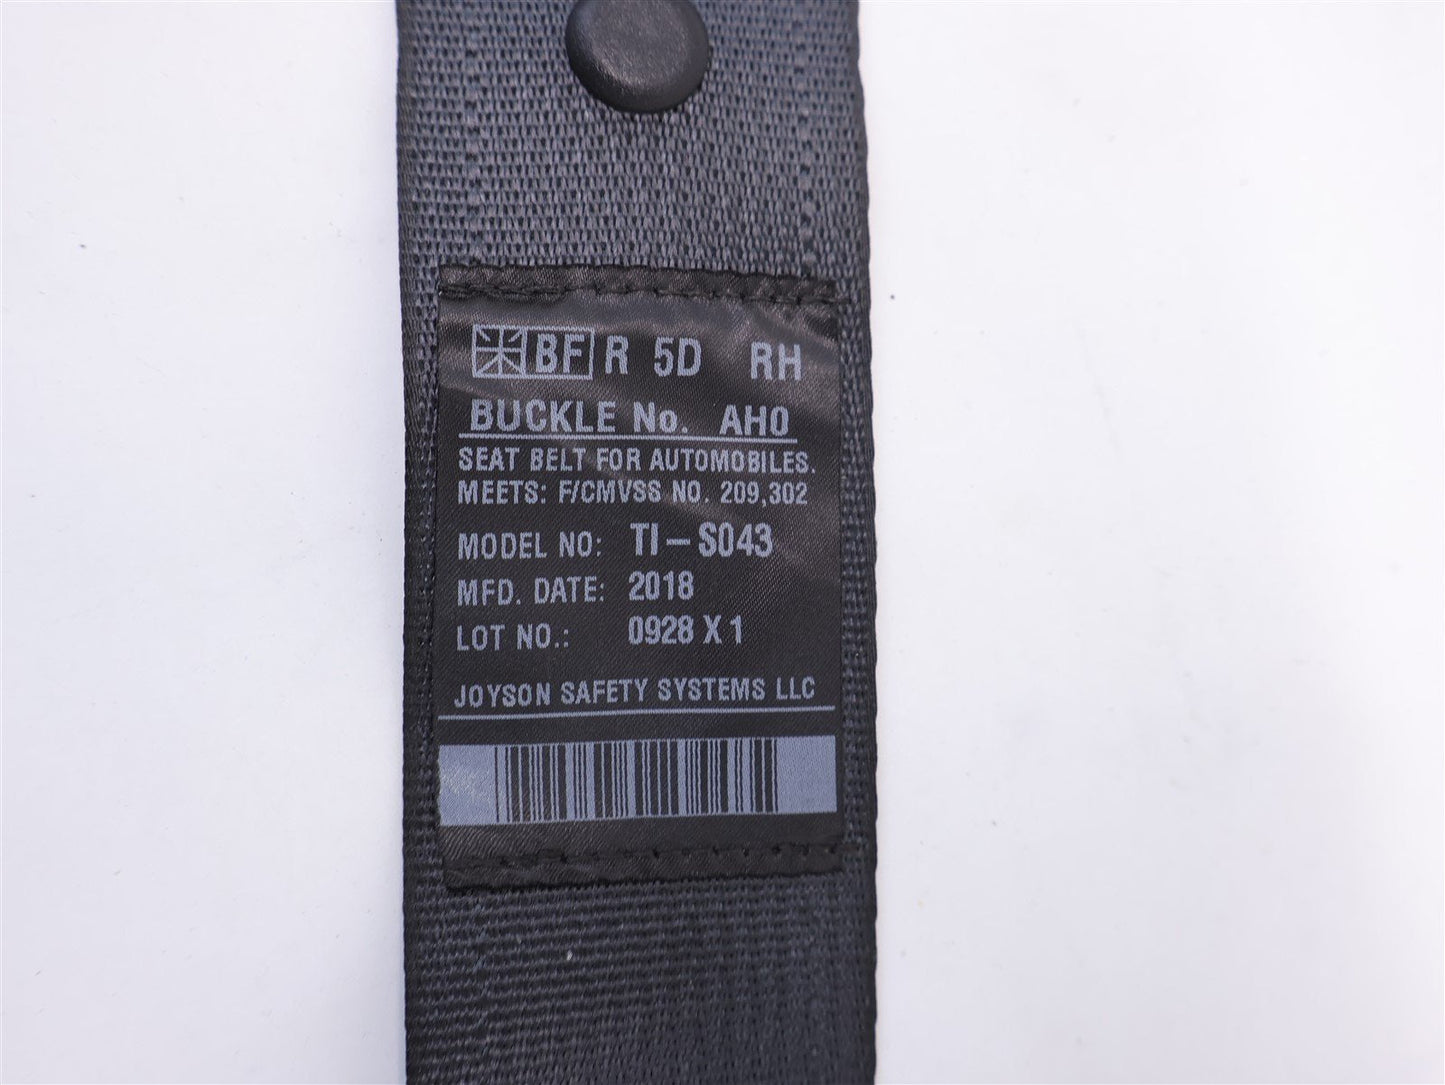 BF R 5D RH
BUCKLE No. AH0
SEAT BELT FOR AUTOMOBILES.
MEETS: F/CMVSS NO. 209,302
MODEL NO: TI-S043
MFD. DATE: 2018
LOT NO.: 0928 X 1
JOYSON SAFETY SYSTEMS LLC